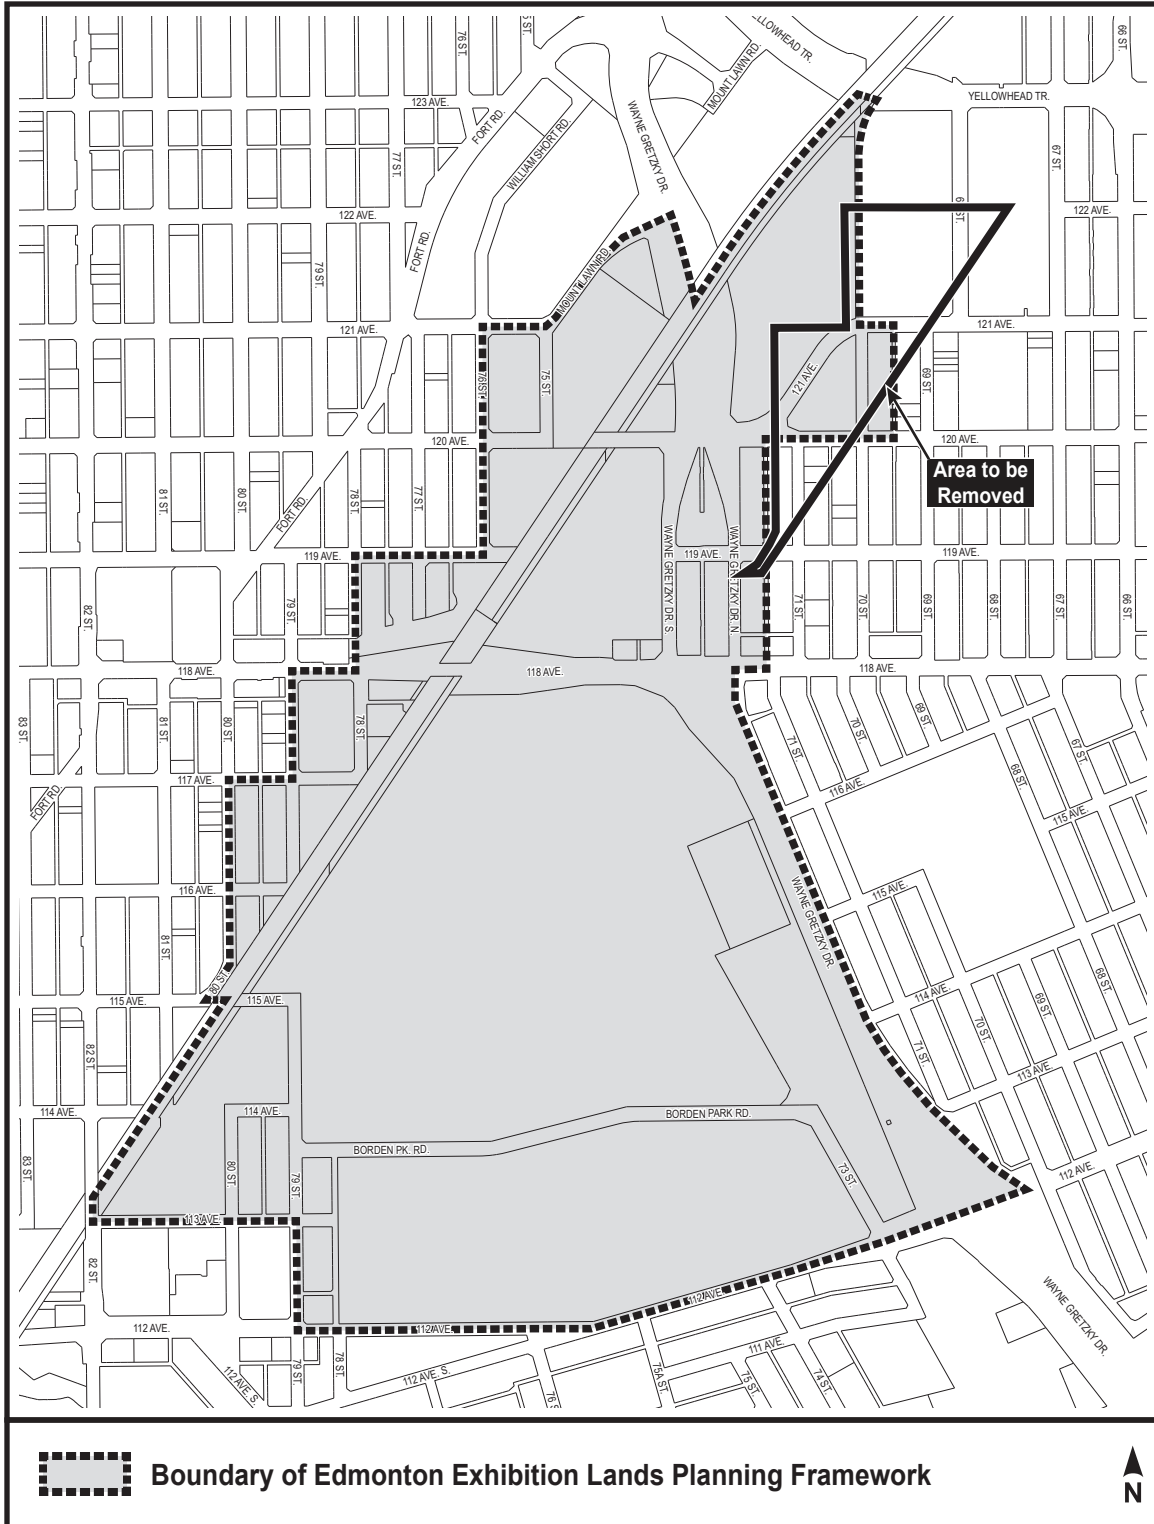 76 ST.
75 ST.
YELLOWHEAD TR.
MOUNT LAWN RD.
66 ST.
YELLOWHEAD TR.
123 AVE.
FORT RD.
WILLIAM SHORT RD.
WAYNE GRETZKY DR.
77 ST.
67 ST.
122 AVE.
122 AVE.
FORT RD.
79 ST.
MOUNT LAWN RD.
121 AVE.
121 AVE.
76 ST.
75 ST.
121 AVE.
69 ST.
120 AVE.
120 AVE.
Area to be
Removed
81 ST.
80 ST.
FORT RD.
78 ST.
77 ST.
119 AVE.
WAYNE GRETZKY DR. S
119 AVE.
WAYNE GRETZKY DR. N
119 AVE.
82 ST.
79 ST.
71 ST.
70 ST.
69 ST.
68 ST.
67 ST.
66 ST.
118 AVE.
118 AVE.
118 AVE.
83 ST.
81 ST.
80 ST.
78 ST.
71 ST.
70 ST.
69 ST.
68 ST.
67 ST.
117 AVE.
FORT RD.
116 AVE.
115 AVE.
116 AVE.
115 AVE.
WAYNE GRETZKY DR.
81 ST.
80 ST.
115 AVE.
115 AVE.
114 AVE.
68 ST.
69 ST.
70 ST.
71 ST.
82 ST.
113 AVE.
114 AVE.
114 AVE.
BORDEN PARK RD.
BORDEN PK. RD.
83 ST.
80 ST.
79 ST.
73 ST.
112 AVE.
113 AVE.
82 ST.
WAYNE GRETZKY DR.
112 AVE.
112 AVE.
112 AVE.
111 AVE.
112 AVE. S.
79 ST.
78 ST.
112 AVE. S.
75A ST.
75 ST.
74 ST.
Boundary of Edmonton Exhibition Lands Planning Framework
N